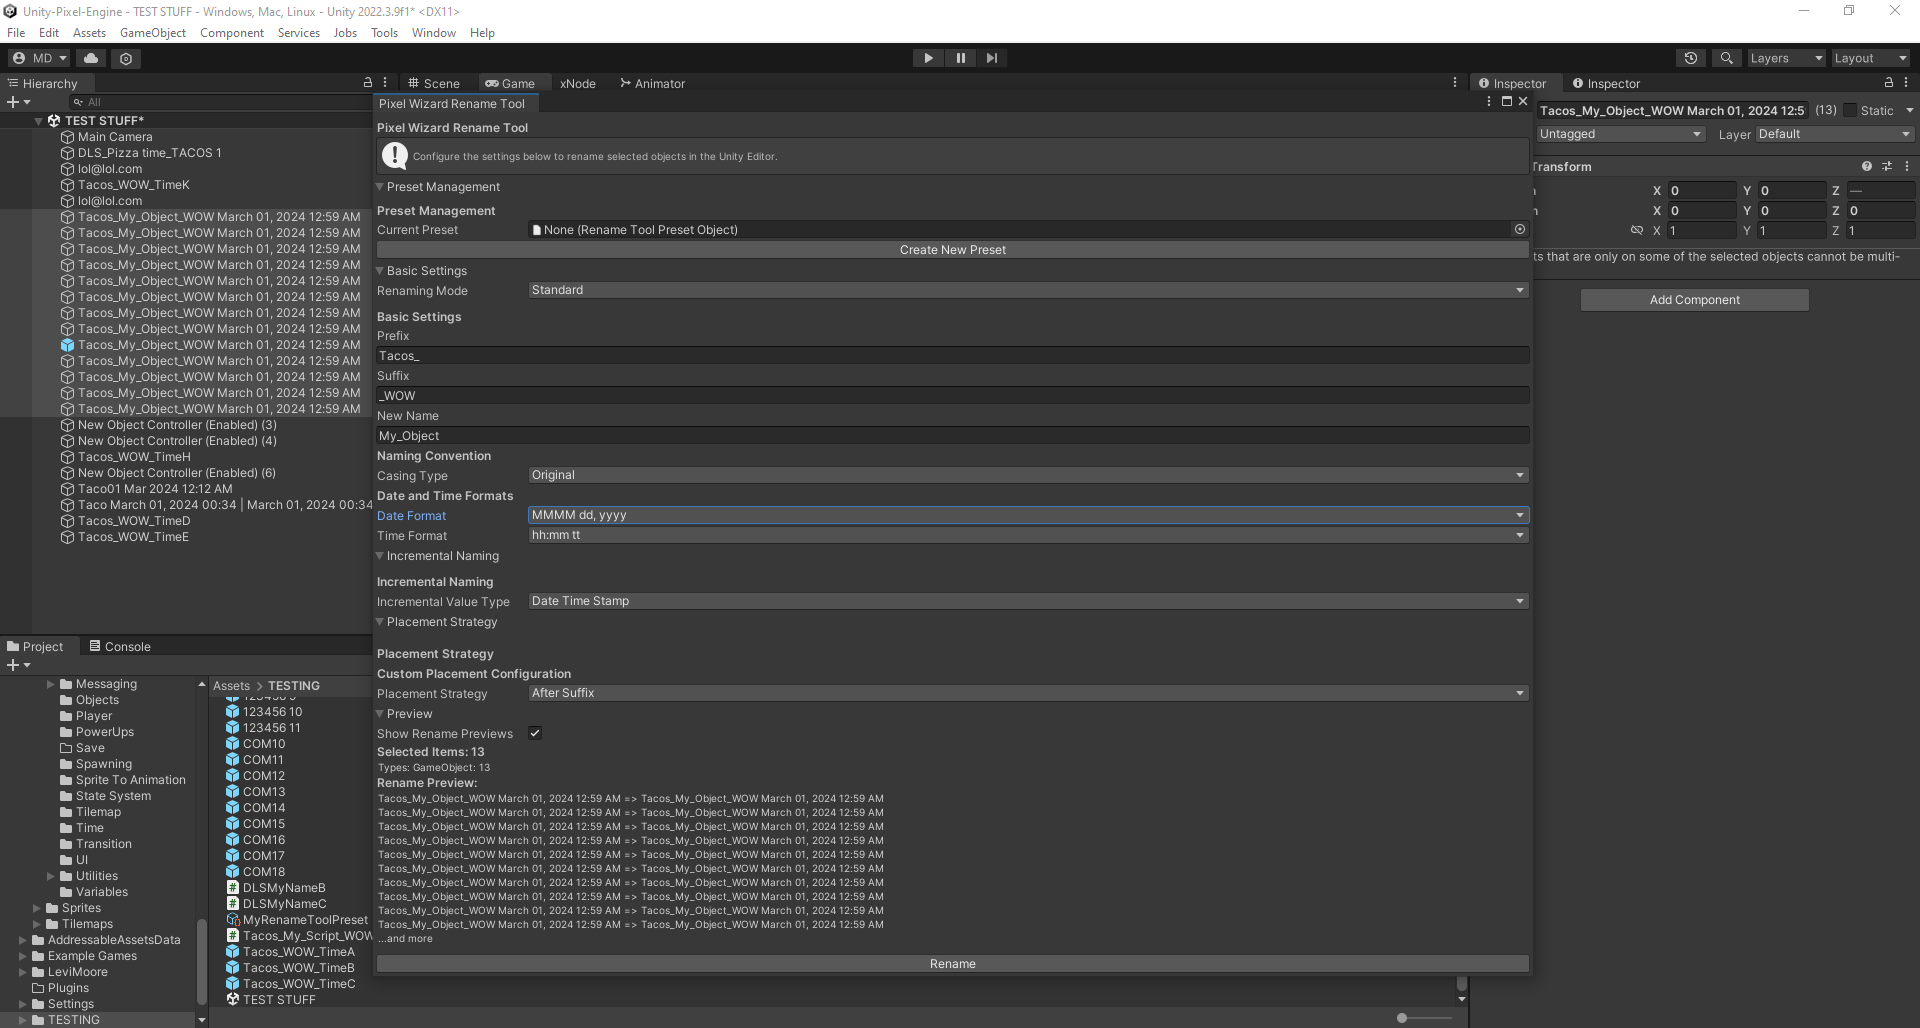 Unity-Pixel-Engine - TEST STUFF - Windows, Mac, Linux - Unity 2022.3.9f1* <DX11>
File Edit Assets GameObject Component Services Jobs Tools Window Help
MD
Layers Layout
Hierarchy
Scene Game xNode Animator
Inspector Inspector
All
TEST STUFF*
Main Camera
DLS_Pizza time_TACOS 1
lol@lol.com
Tacos_WOW_TimeK
lol@lol.com
Tacos_My_Object_WOW March 01, 2024 12:59 AM
Tacos_My_Object_WOW March 01, 2024 12:59 AM
Tacos_My_Object_WOW March 01, 2024 12:59 AM
Tacos_My_Object_WOW March 01, 2024 12:59 AM
Tacos_My_Object_WOW March 01, 2024 12:59 AM
Tacos_My_Object_WOW March 01, 2024 12:59 AM
Tacos_My_Object_WOW March 01, 2024 12:59 AM
Tacos_My_Object_WOW March 01, 2024 12:59 AM
Tacos_My_Object_WOW March 01, 2024 12:59 AM
Tacos_My_Object_WOW March 01, 2024 12:59 AM
Tacos_My_Object_WOW March 01, 2024 12:59 AM
Tacos_My_Object_WOW March 01, 2024 12:59 AM
Tacos_My_Object_WOW March 01, 2024 12:59 AM
New Object Controller (Enabled) (3)
New Object Controller (Enabled) (4)
Tacos_WOW_TimeH
New Object Controller (Enabled) (6)
Taco01 Mar 2024 12:12 AM
Taco March 01, 2024 00:34 | March 01, 2024 00:34
Tacos_WOW_TimeD
Tacos_WOW_TimeE
Pixel Wizard Rename Tool
Pixel Wizard Rename Tool
Configure the settings below to rename selected objects in the Unity Editor.
Preset Management
Preset Management
Current Preset None (Rename Tool Preset Object)
Create New Preset
Basic Settings
Renaming Mode Standard
Basic Settings
Prefix
Tacos_
Suffix
_WOW
New Name
My_Object
Naming Convention
Casing Type Original
Date and Time Formats
Date Format MMMM dd, yyyy
Time Format hh:mm tt
Incremental Naming
Incremental Naming
Incremental Value Type Date Time Stamp
Placement Strategy
Placement Strategy
Custom Placement Configuration
Placement Strategy After Suffix
Preview
Show Rename Previews
Selected Items: 13
Types: GameObject: 13
Rename Preview:
Tacos_My_Object_WOW March 01, 2024 12:59 AM => Tacos_My_Object_WOW March 01, 2024 12:59 AM
Tacos_My_Object_WOW March 01, 2024 12:59 AM => Tacos_My_Object_WOW March 01, 2024 12:59 AM
Tacos_My_Object_WOW March 01, 2024 12:59 AM => Tacos_My_Object_WOW March 01, 2024 12:59 AM
Tacos_My_Object_WOW March 01, 2024 12:59 AM => Tacos_My_Object_WOW March 01, 2024 12:59 AM
Tacos_My_Object_WOW March 01, 2024 12:59 AM => Tacos_My_Object_WOW March 01, 2024 12:59 AM
Tacos_My_Object_WOW March 01, 2024 12:59 AM => Tacos_My_Object_WOW March 01, 2024 12:59 AM
Tacos_My_Object_WOW March 01, 2024 12:59 AM => Tacos_My_Object_WOW March 01, 2024 12:59 AM
Tacos_My_Object_WOW March 01, 2024 12:59 AM => Tacos_My_Object_WOW March 01, 2024 12:59 AM
Tacos_My_Object_WOW March 01, 2024 12:59 AM => Tacos_My_Object_WOW March 01, 2024 12:59 AM
Tacos_My_Object_WOW March 01, 2024 12:59 AM => Tacos_My_Object_WOW March 01, 2024 12:59 AM
...and more
Rename
Tacos_My_Object_WOW March 01, 2024 12:5 (13) Static
Untagged Layer Default
Transform
X 0 Y 0 Z —
X 0 Y 0 Z 0
X 1 Y 1 Z 1
ts that are only on some of the selected objects cannot be multi-
Add Component
Project Console
Messaging
Objects
Player
PowerUps
Save
Spawning
Sprite To Animation
State System
Tilemap
Time
Transition
UI
Utilities
Variables
Sprites
Tilemaps
AddressableAssetsData
Example Games
LeviMoore
Plugins
Settings
TESTING
Assets > TESTING
123456 10
123456 11
COM10
COM11
COM12
COM13
COM14
COM15
COM16
COM17
COM18
DLSMyNameB
DLSMyNameC
MyRenameToolPreset
Tacos_My_Script_WOW
Tacos_WOW_TimeA
Tacos_WOW_TimeB
Tacos_WOW_TimeC
TEST STUFF